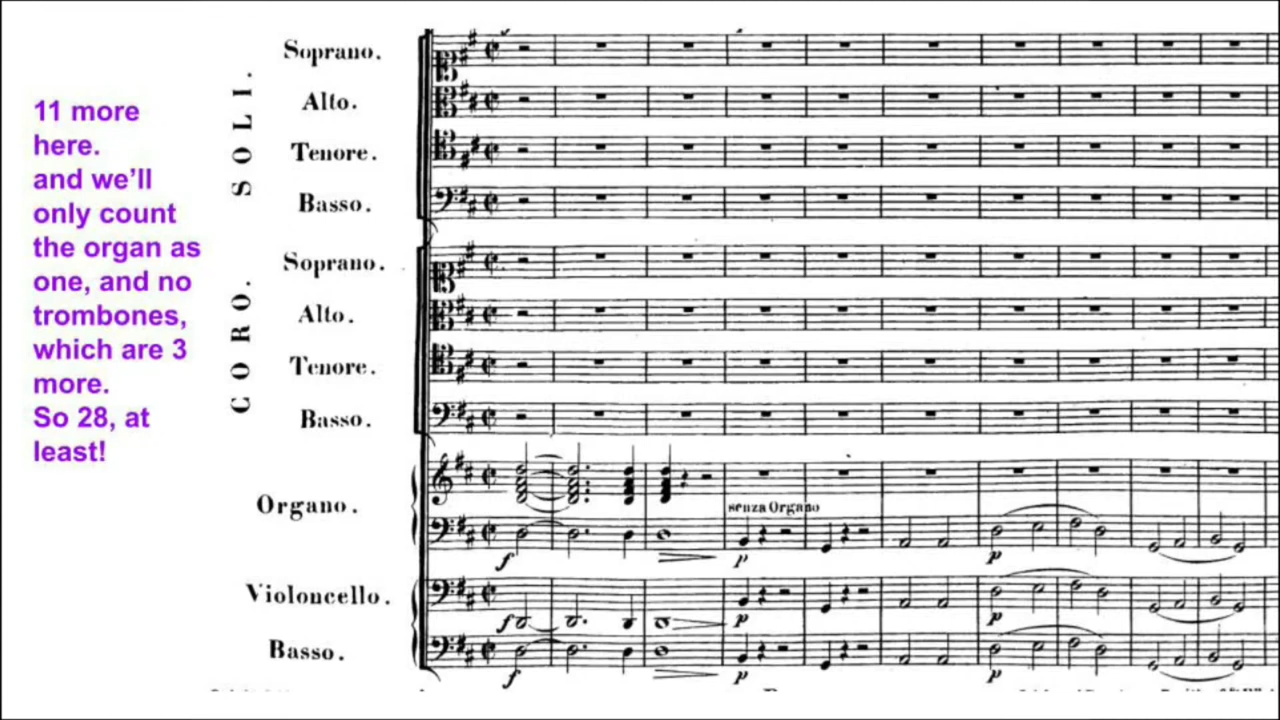 11 more
here.
and we'll
only count
the organ as
one, and no
trombones,
which are 3
more.
So 28, at
least!
SOLI.
Soprano.
Alto.
Tenore.
Basso.
CORO.
Soprano.
Alto.
Tenore.
Basso.
Organo.
senza Organo
f
p
p
Violoncello.
f
p
p
Basso.
f
p
p